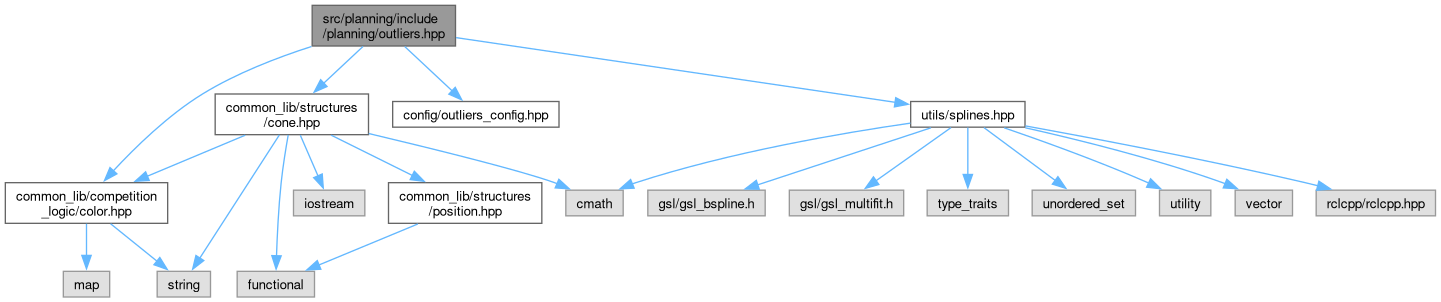 src/planning/include
/planning/outliers.hpp
common_lib/structures
/cone.hpp
config/outliers_config.hpp
utils/splines.hpp
common_lib/competition
_logic/color.hpp
iostream
common_lib/structures
/position.hpp
cmath
gsl/gsl_bspline.h
gsl/gsl_multifit.h
type_traits
unordered_set
utility
vector
rclcpp/rclcpp.hpp
map
string
functional